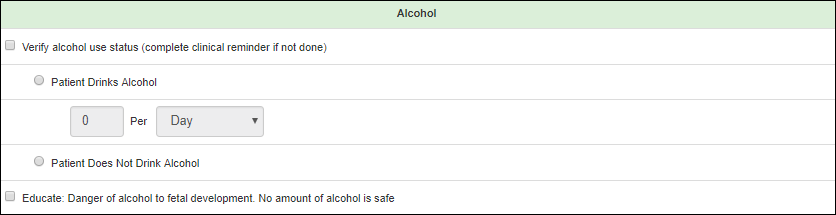 Alcohol
Verify alcohol use status (complete clinical reminder if not done)
Patient Drinks Alcohol
0 Per Day
Patient Does Not Drink Alcohol
Educate: Danger of alcohol to fetal development. No amount of alcohol is safe